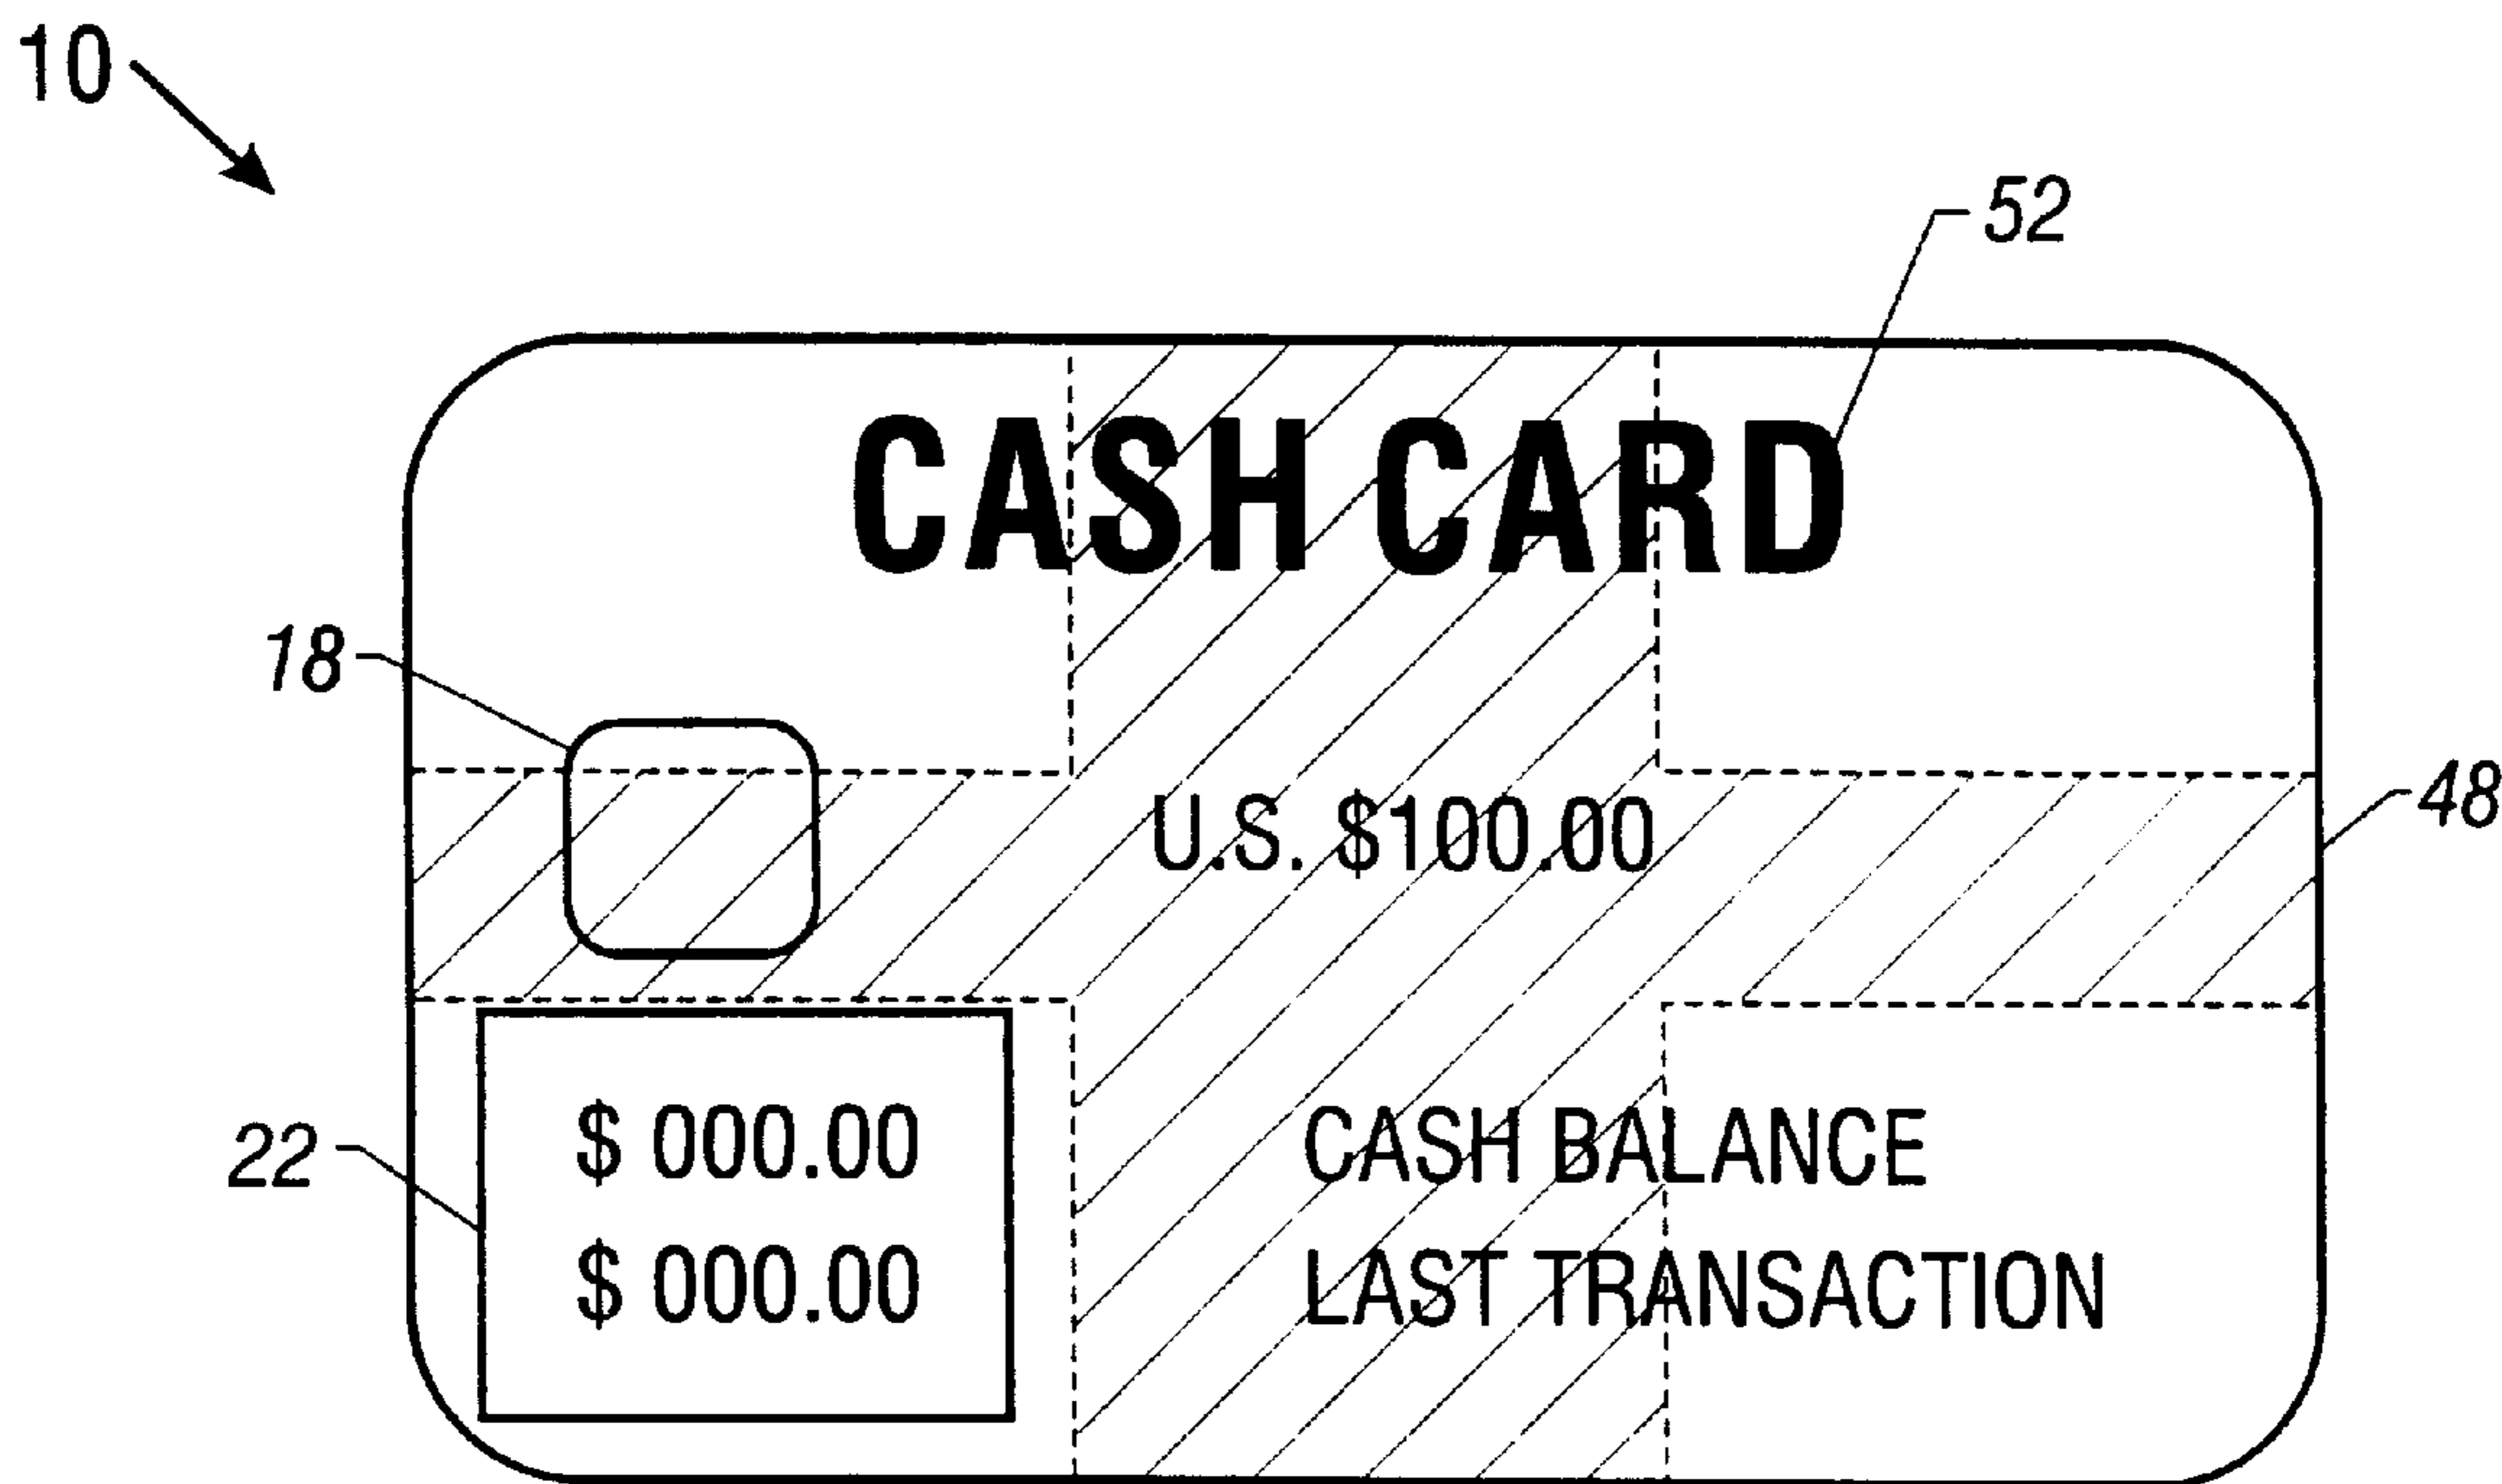 10
52
CASH CARD
18
U.S. $100.00
48
22
$ 000.00 CASH BALANCE
$ 000.00 LAST TRANSACTION